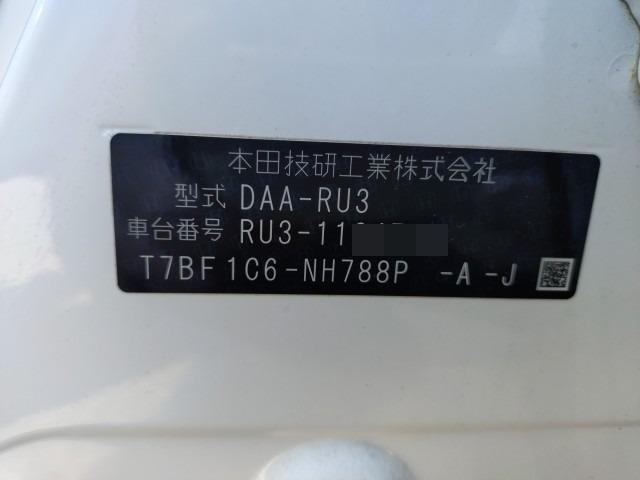 本田技研工業株式会社
型式 DAA-RU3
車台番号 RU3-11
T7BF1C6-NH788P -A -J